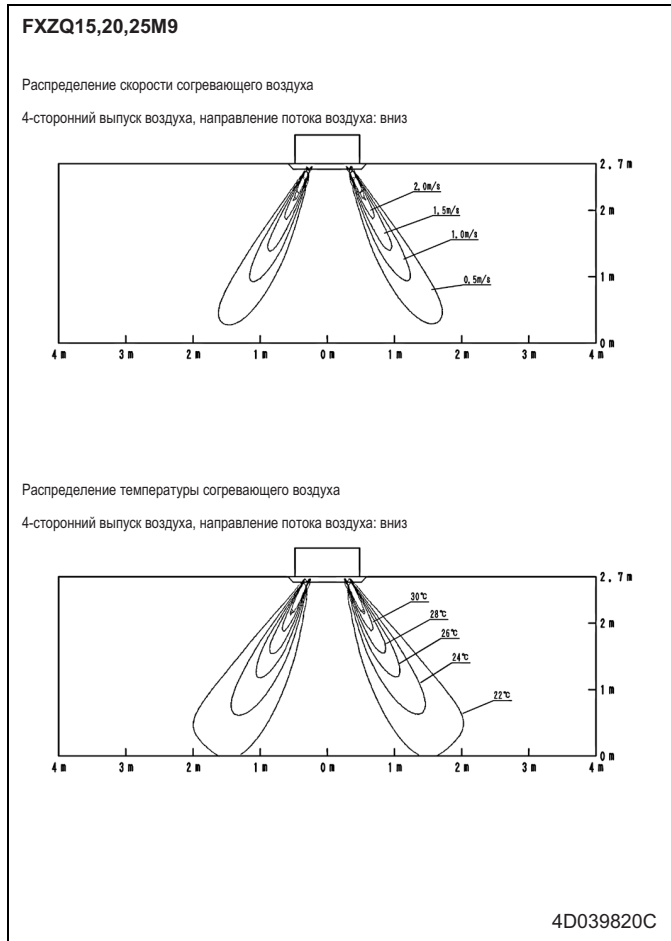 FXZQ15,20,25M9
Распределение скорости согревающего воздуха
4-сторонний выпуск воздуха, направление потока воздуха: вниз
2.7m
2.0m/s
2m
1.5m/s
1.0m/s
1m
0.5m/s
0m
4m 3m 2m 1m 0m 1m 2m 3m 4m
Распределение температуры согревающего воздуха
4-сторонний выпуск воздуха, направление потока воздуха: вниз
2.7m
30℃
28℃
2m
26℃
24℃
1m
22℃
0m
4m 3m 2m 1m 0m 1m 2m 3m 4m
4D039820C